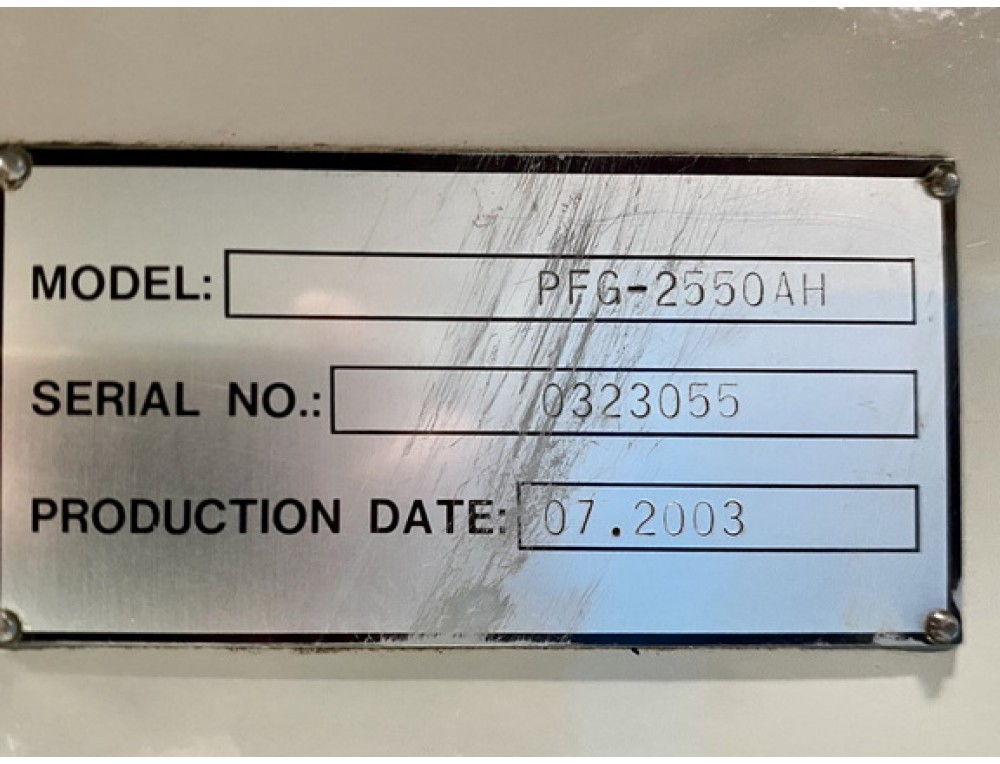 MODEL: PFG-2550AH
SERIAL NO.: 0323055
PRODUCTION DATE: 07.2003